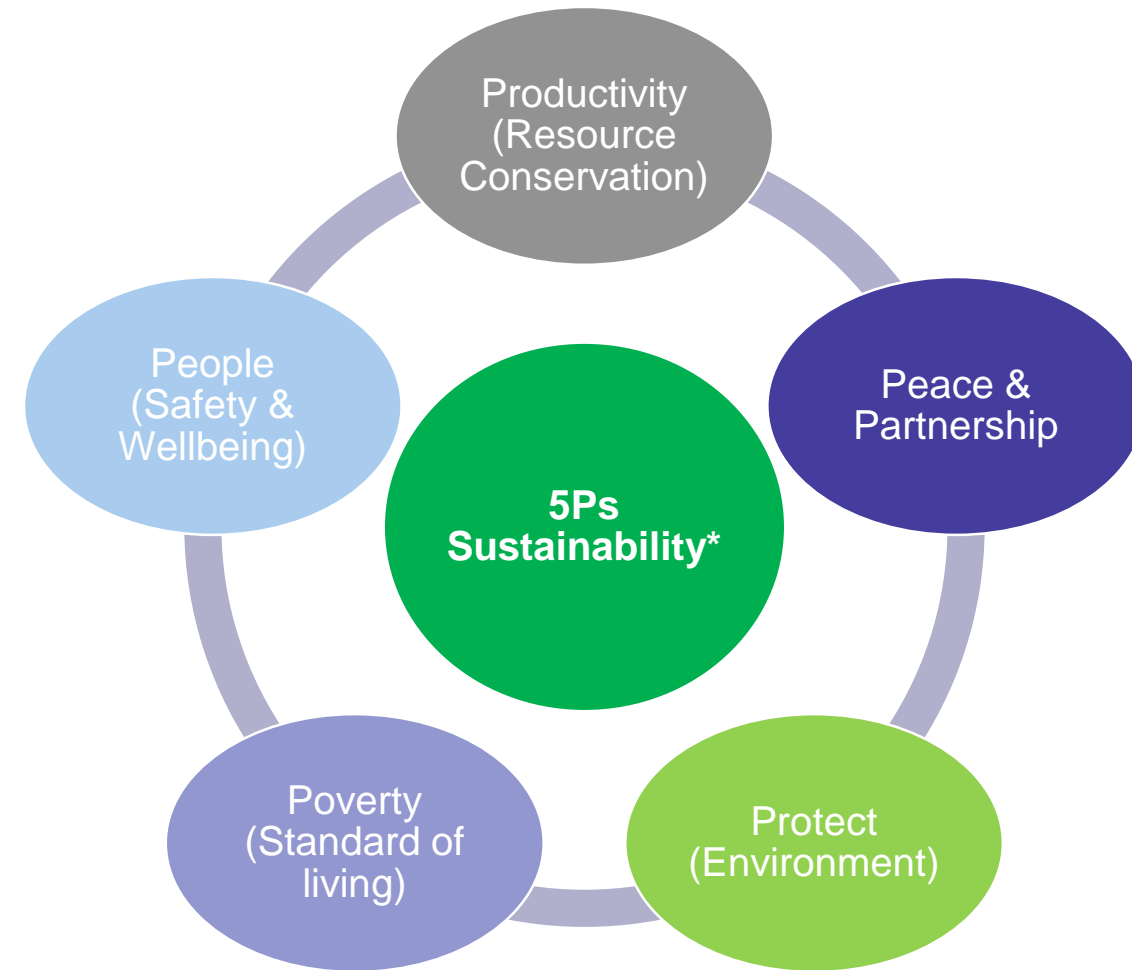 Productivity
(Resource
Conservation)
People
(Safety &
Wellbeing)
Peace &
Partnership
5Ps
Sustainability*
Poverty
(Standard of
living)
Protect
(Environment)